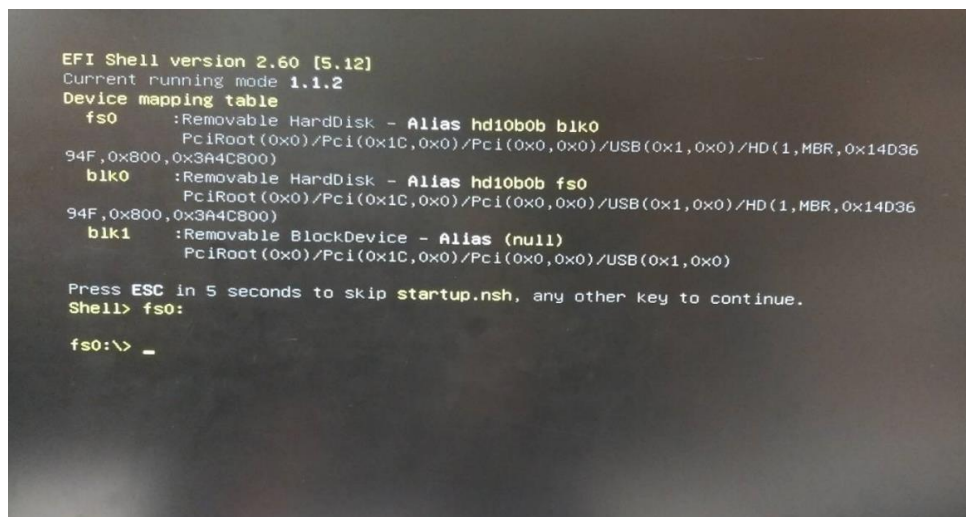 EFI Shell version 2.60 [5.12]
Current running mode 1.1.2
Device mapping table
fs0 :Removable HardDisk - Alias hd10b0b blk0
PciRoot(0x0)/Pci(0x1C,0x0)/Pci(0x0,0x0)/USB(0x1,0x0)/HD(1,MBR,0x14D36
94F,0x800,0x3A4C800)
blk0 :Removable HardDisk - Alias hd10b0b fs0
PciRoot(0x0)/Pci(0x1C,0x0)/Pci(0x0,0x0)/USB(0x1,0x0)/HD(1,MBR,0x14D36
94F,0x800,0x3A4C800)
blk1 :Removable BlockDevice - Alias (null)
PciRoot(0x0)/Pci(0x1C,0x0)/Pci(0x0,0x0)/USB(0x1,0x0)
Press ESC in 5 seconds to skip startup.nsh, any other key to continue.
Shell> fs0:
fs0:\> _